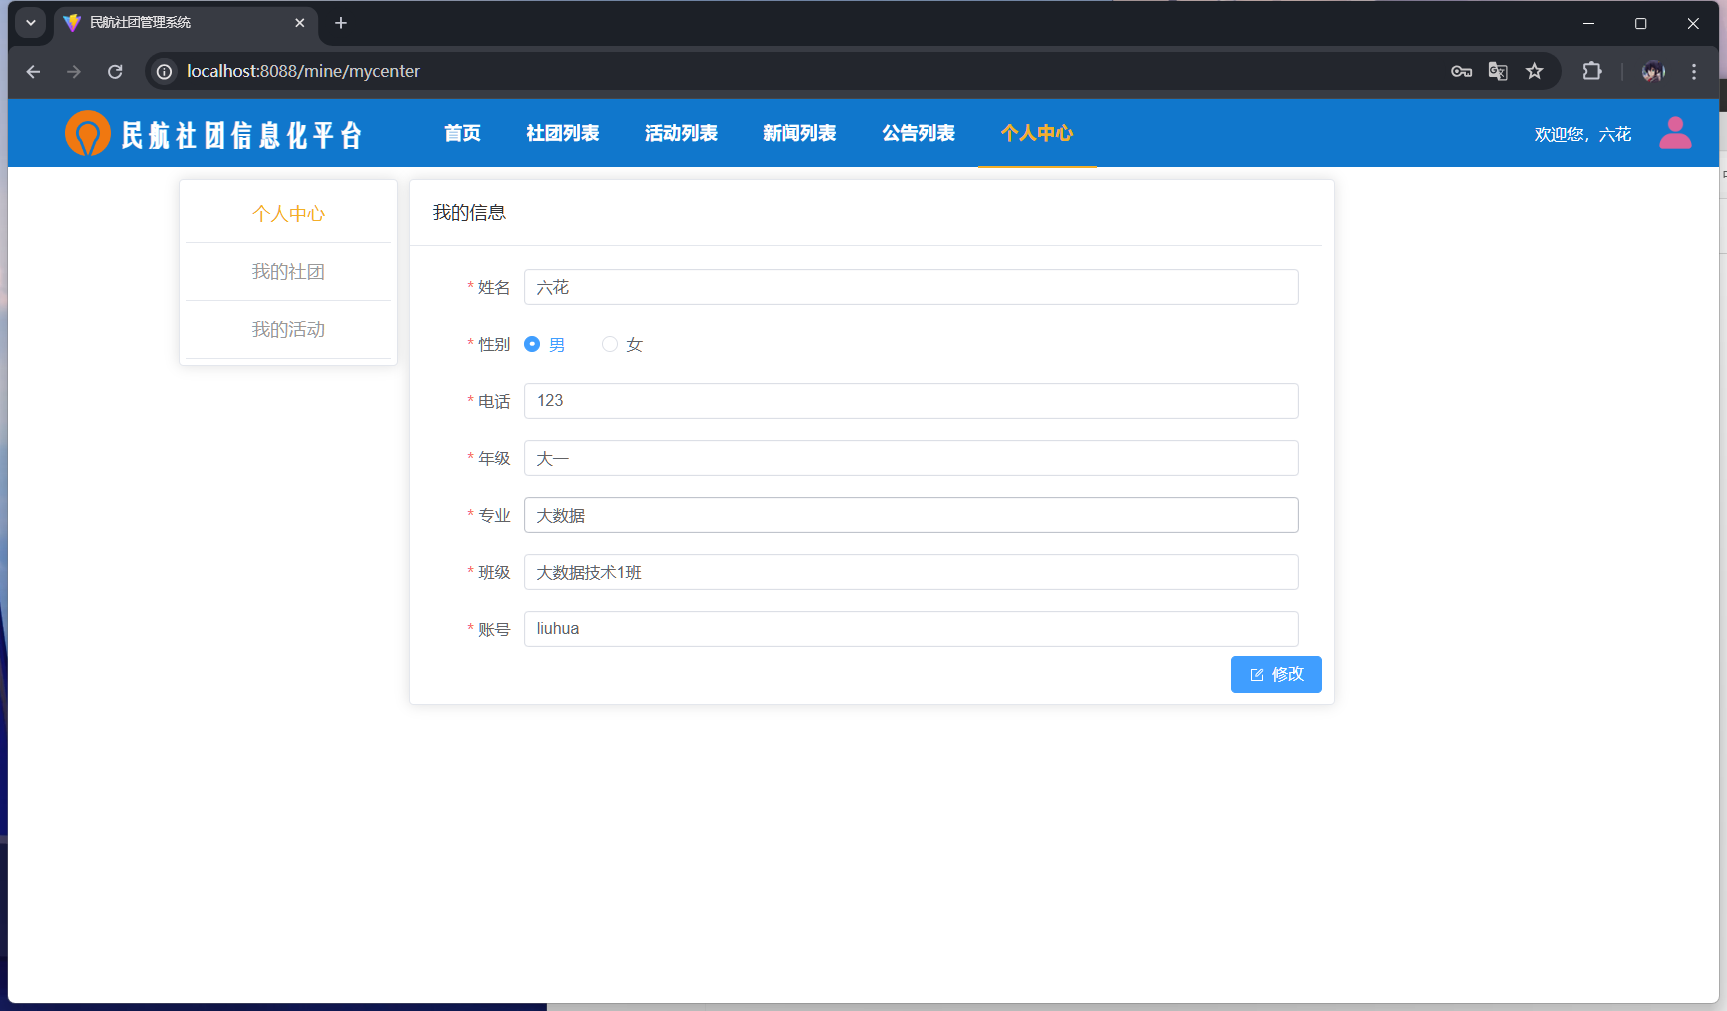 民航社团管理系统
localhost:8088/mine/mycenter
民航社团信息化平台
首页 社团列表 活动列表 新闻列表 公告列表 个人中心
欢迎您，六花
个人中心
我的社团
我的活动
我的信息
* 姓名 六花
* 性别 男 女
* 电话 123
* 年级 大一
* 专业 大数据
* 班级 大数据技术1班
* 账号 liuhua
修改